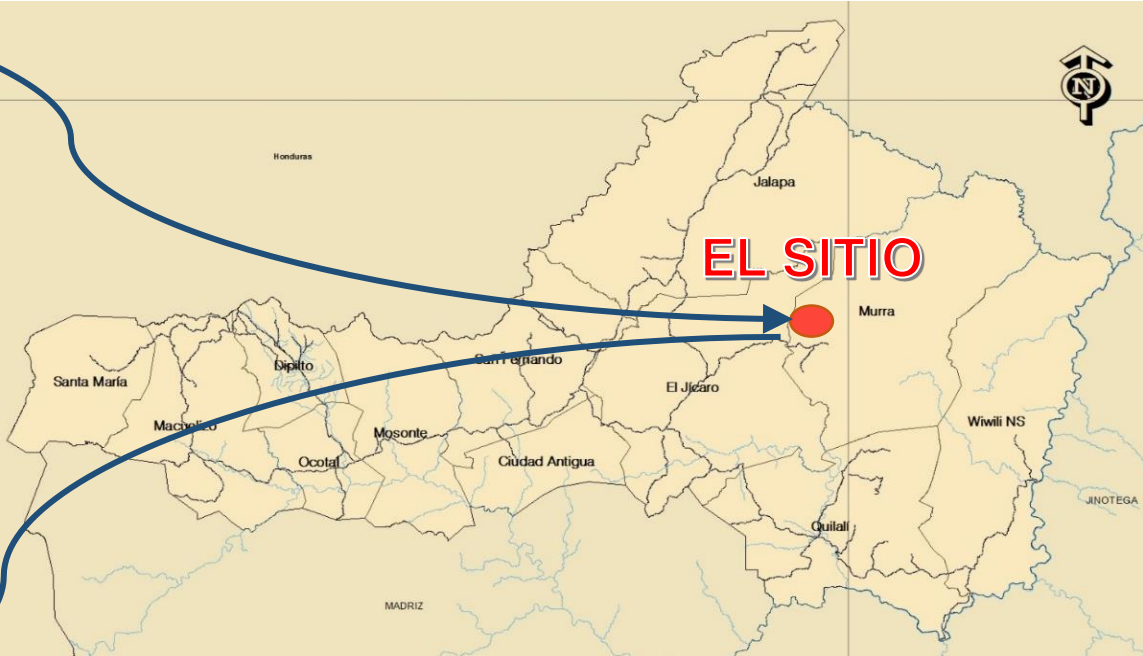 N
Honduras
Jalapa
EL SITIO
Murra
San Fernando
Dipilto
Santa María
El Jícaro
Macuelizo
Mosonte
Wiwili NS
Ocotal
Ciudad Antigua
JINOTEGA
Quilalí
MADRIZ